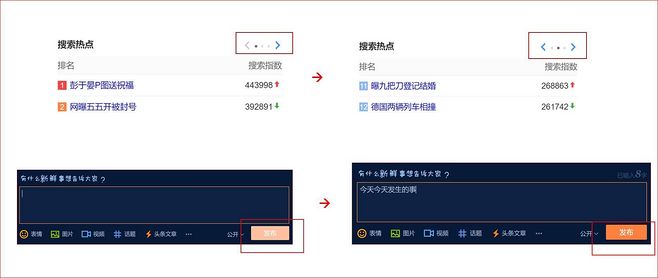 搜索热点
排名 搜索指数
1 彭于晏P图送祝福 443998
2 网曝五五开被封号 392891
搜索热点
排名 搜索指数
11 曝九把刀登记结婚 268863
12 德国两辆列车相撞 261742
有什么新鲜事想告诉大家?
表情 图片 视频 话题 头条文章 ... 公开 发布
有什么新鲜事想告诉大家?
已输入8字
今天今天发生的事
表情 图片 视频 话题 头条文章 ... 公开 发布